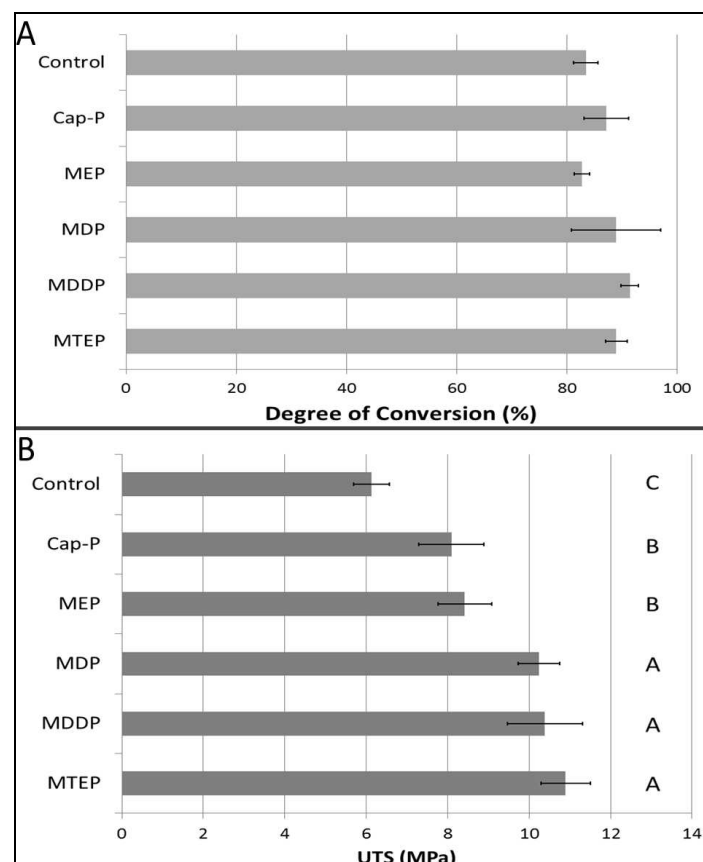 A
Control
Cap-P
MEP
MDP
MDDP
MTEP
0 20 40 60 80 100
Degree of Conversion (%)
B
Control C
Cap-P B
MEP B
MDP A
MDDP A
MTEP A
0 2 4 6 8 10 12 14
UTS (MPa)